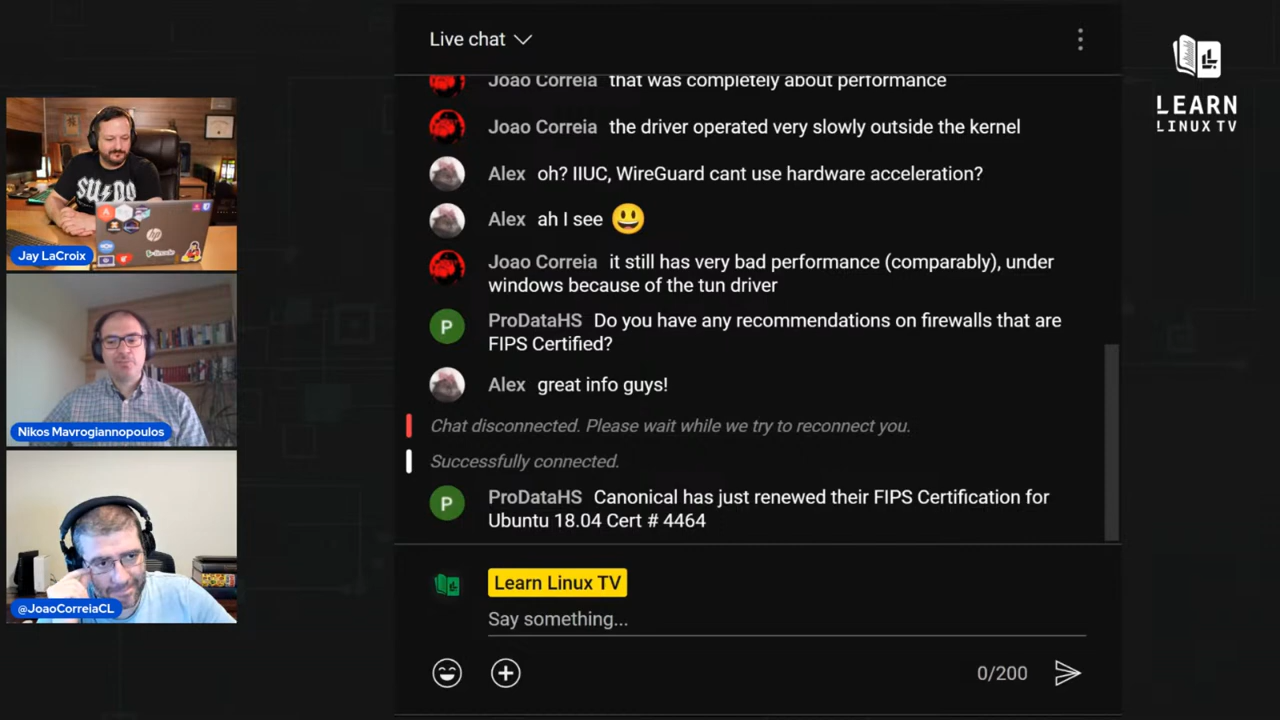 Live chat
LEARN
LINUX TV
Joao Correia that was completely about performance
Joao Correia the driver operated very slowly outside the kernel
Alex oh? IIUC, WireGuard cant use hardware acceleration?
Alex ah I see 😃
Joao Correia it still has very bad performance (comparably), under
windows because of the tun driver
P ProDataHS Do you have any recommendations on firewalls that are
FIPS Certified?
Alex great info guys!
Chat disconnected. Please wait while we try to reconnect you.
Successfully connected.
P ProDataHS Canonical has just renewed their FIPS Certification for
Ubuntu 18.04 Cert # 4464
Learn Linux TV
Say something...
0/200
SU DO
hp
Jay LaCroix
Nikos Mavrogiannopoulos
@JoaoCorreiaCL